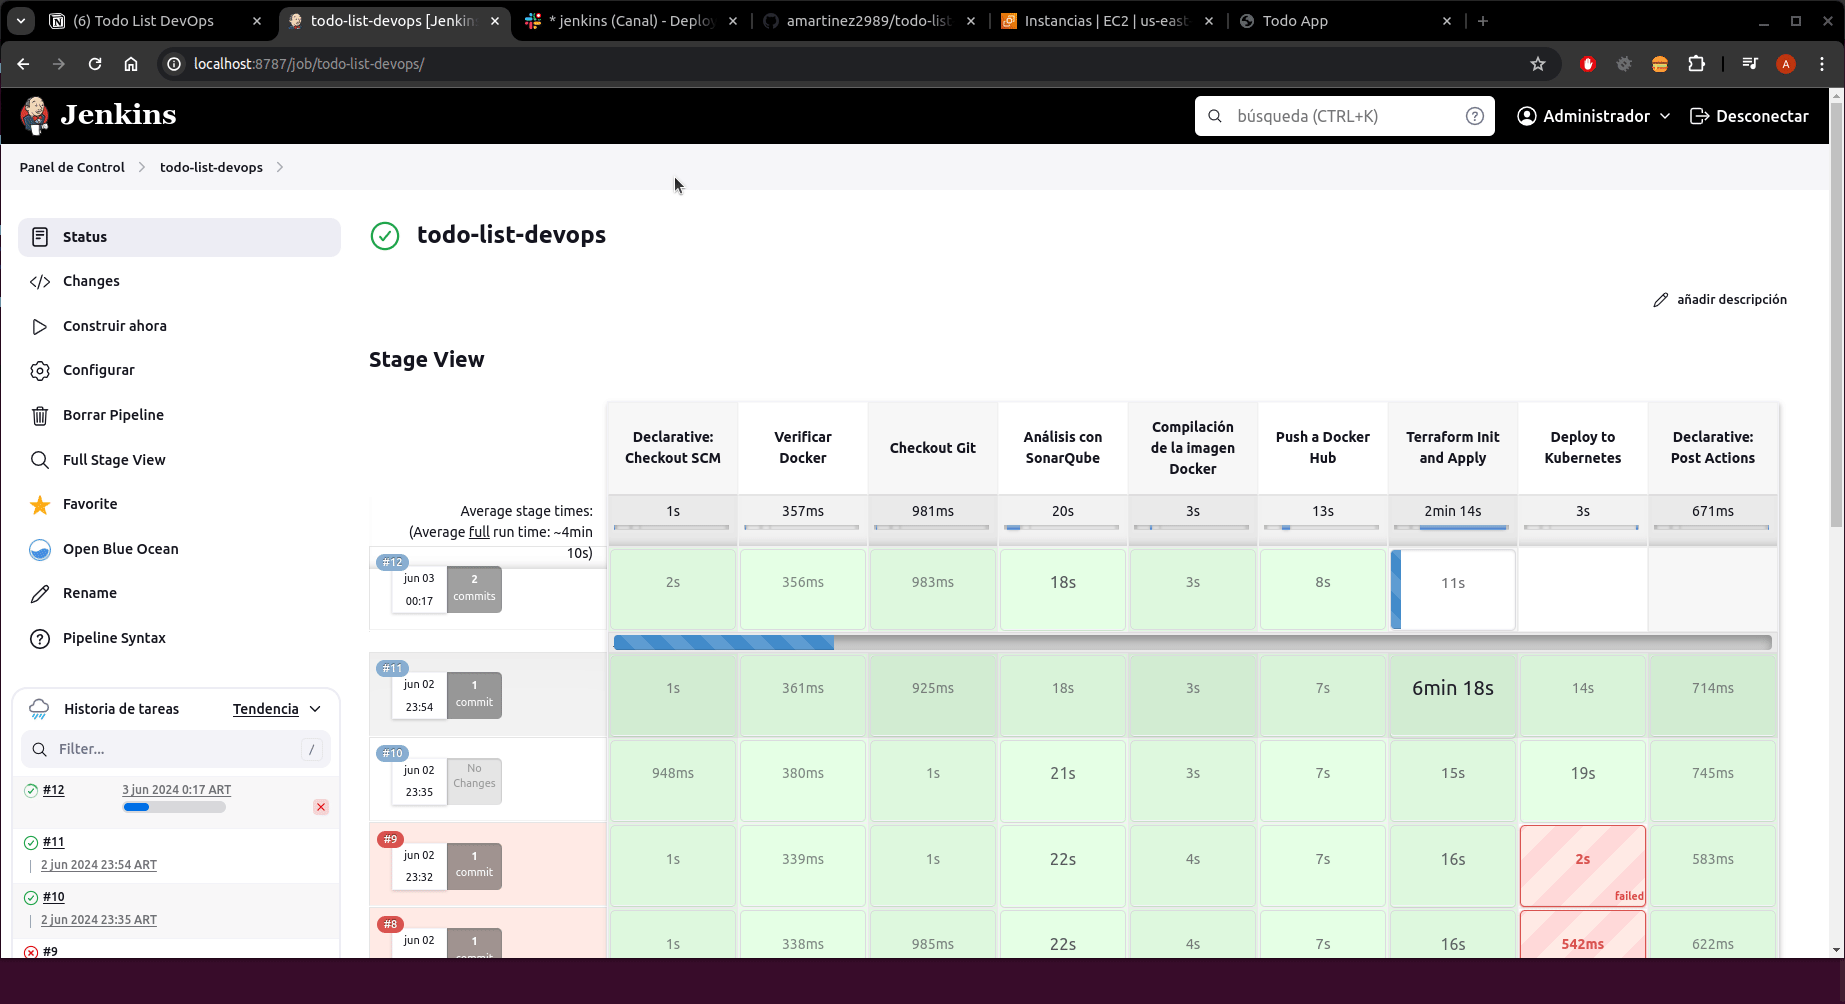 (6) Todo List DevOps
todo-list-devops [Jenkins
* jenkins (Canal) - Deploy
amartinez2989/todo-list
Instancias | EC2 | us-east
Todo App
localhost:8787/job/todo-list-devops/
A
Jenkins
búsqueda (CTRL+K)
?
Administrador
Desconectar
Panel de Control
todo-list-devops
Status
Changes
Construir ahora
Configurar
Borrar Pipeline
Full Stage View
Favorite
Open Blue Ocean
Rename
Pipeline Syntax
Historia de tareas
Tendencia
Filter...
/
#12
3 jun 2024 0:17 ART
#11
2 jun 2024 23:54 ART
#10
2 jun 2024 23:35 ART
#9
todo-list-devops
añadir descripción
Stage View
Declarative: Checkout SCM
Verificar Docker
Checkout Git
Análisis con SonarQube
Compilación de la imagen Docker
Push a Docker Hub
Terraform Init and Apply
Deploy to Kubernetes
Declarative: Post Actions
Average stage times:
(Average full run time: ~4min
10s)
1s 357ms 981ms 20s 3s 13s 2min 14s 3s 671ms
#12
jun 03
00:17
2
commits
2s 356ms 983ms 18s 3s 8s 11s
#11
jun 02
23:54
1
commit
1s 361ms 925ms 18s 3s 7s 6min 18s 14s 714ms
#10
jun 02
23:35
No
Changes
948ms 380ms 1s 21s 3s 7s 15s 19s 745ms
#9
jun 02
23:32
1
commit
1s 339ms 1s 22s 4s 7s 16s 2s 583ms
failed
#8
jun 02
1
commit
1s 338ms 985ms 22s 4s 7s 16s 542ms 622ms